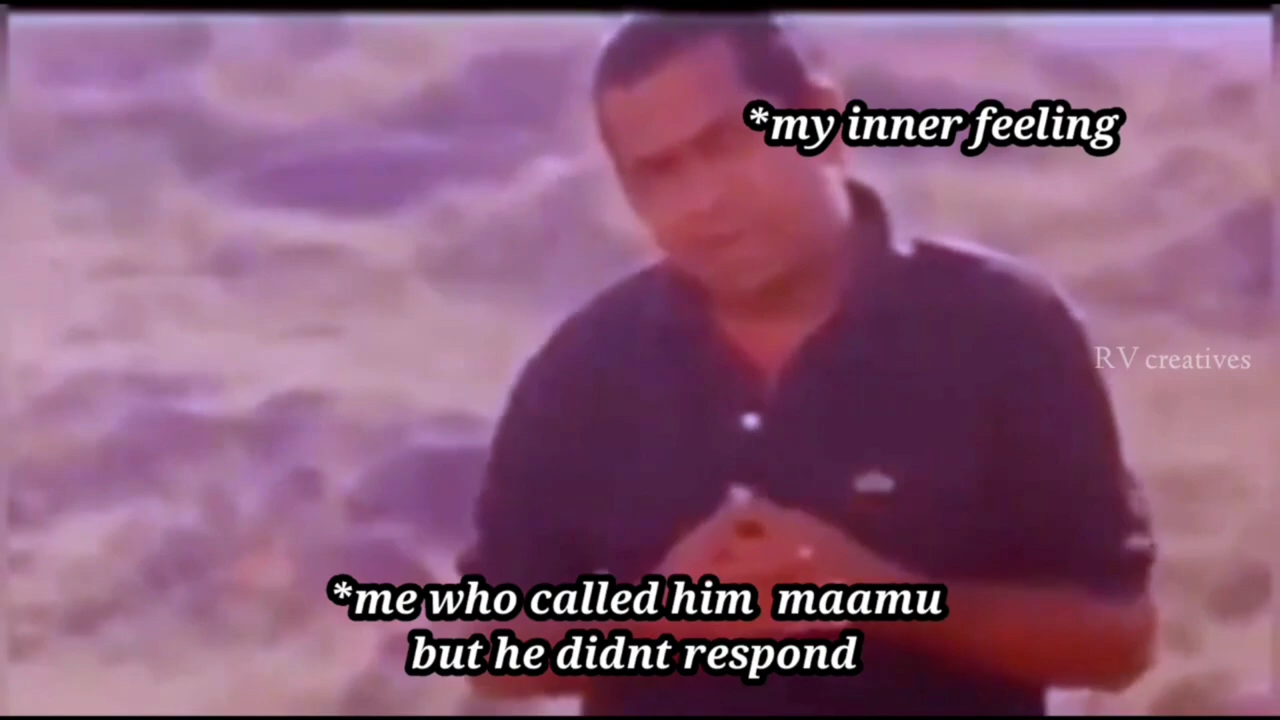 *my inner feeling
RV creatives
*me who called him maamu
but he didnt respond